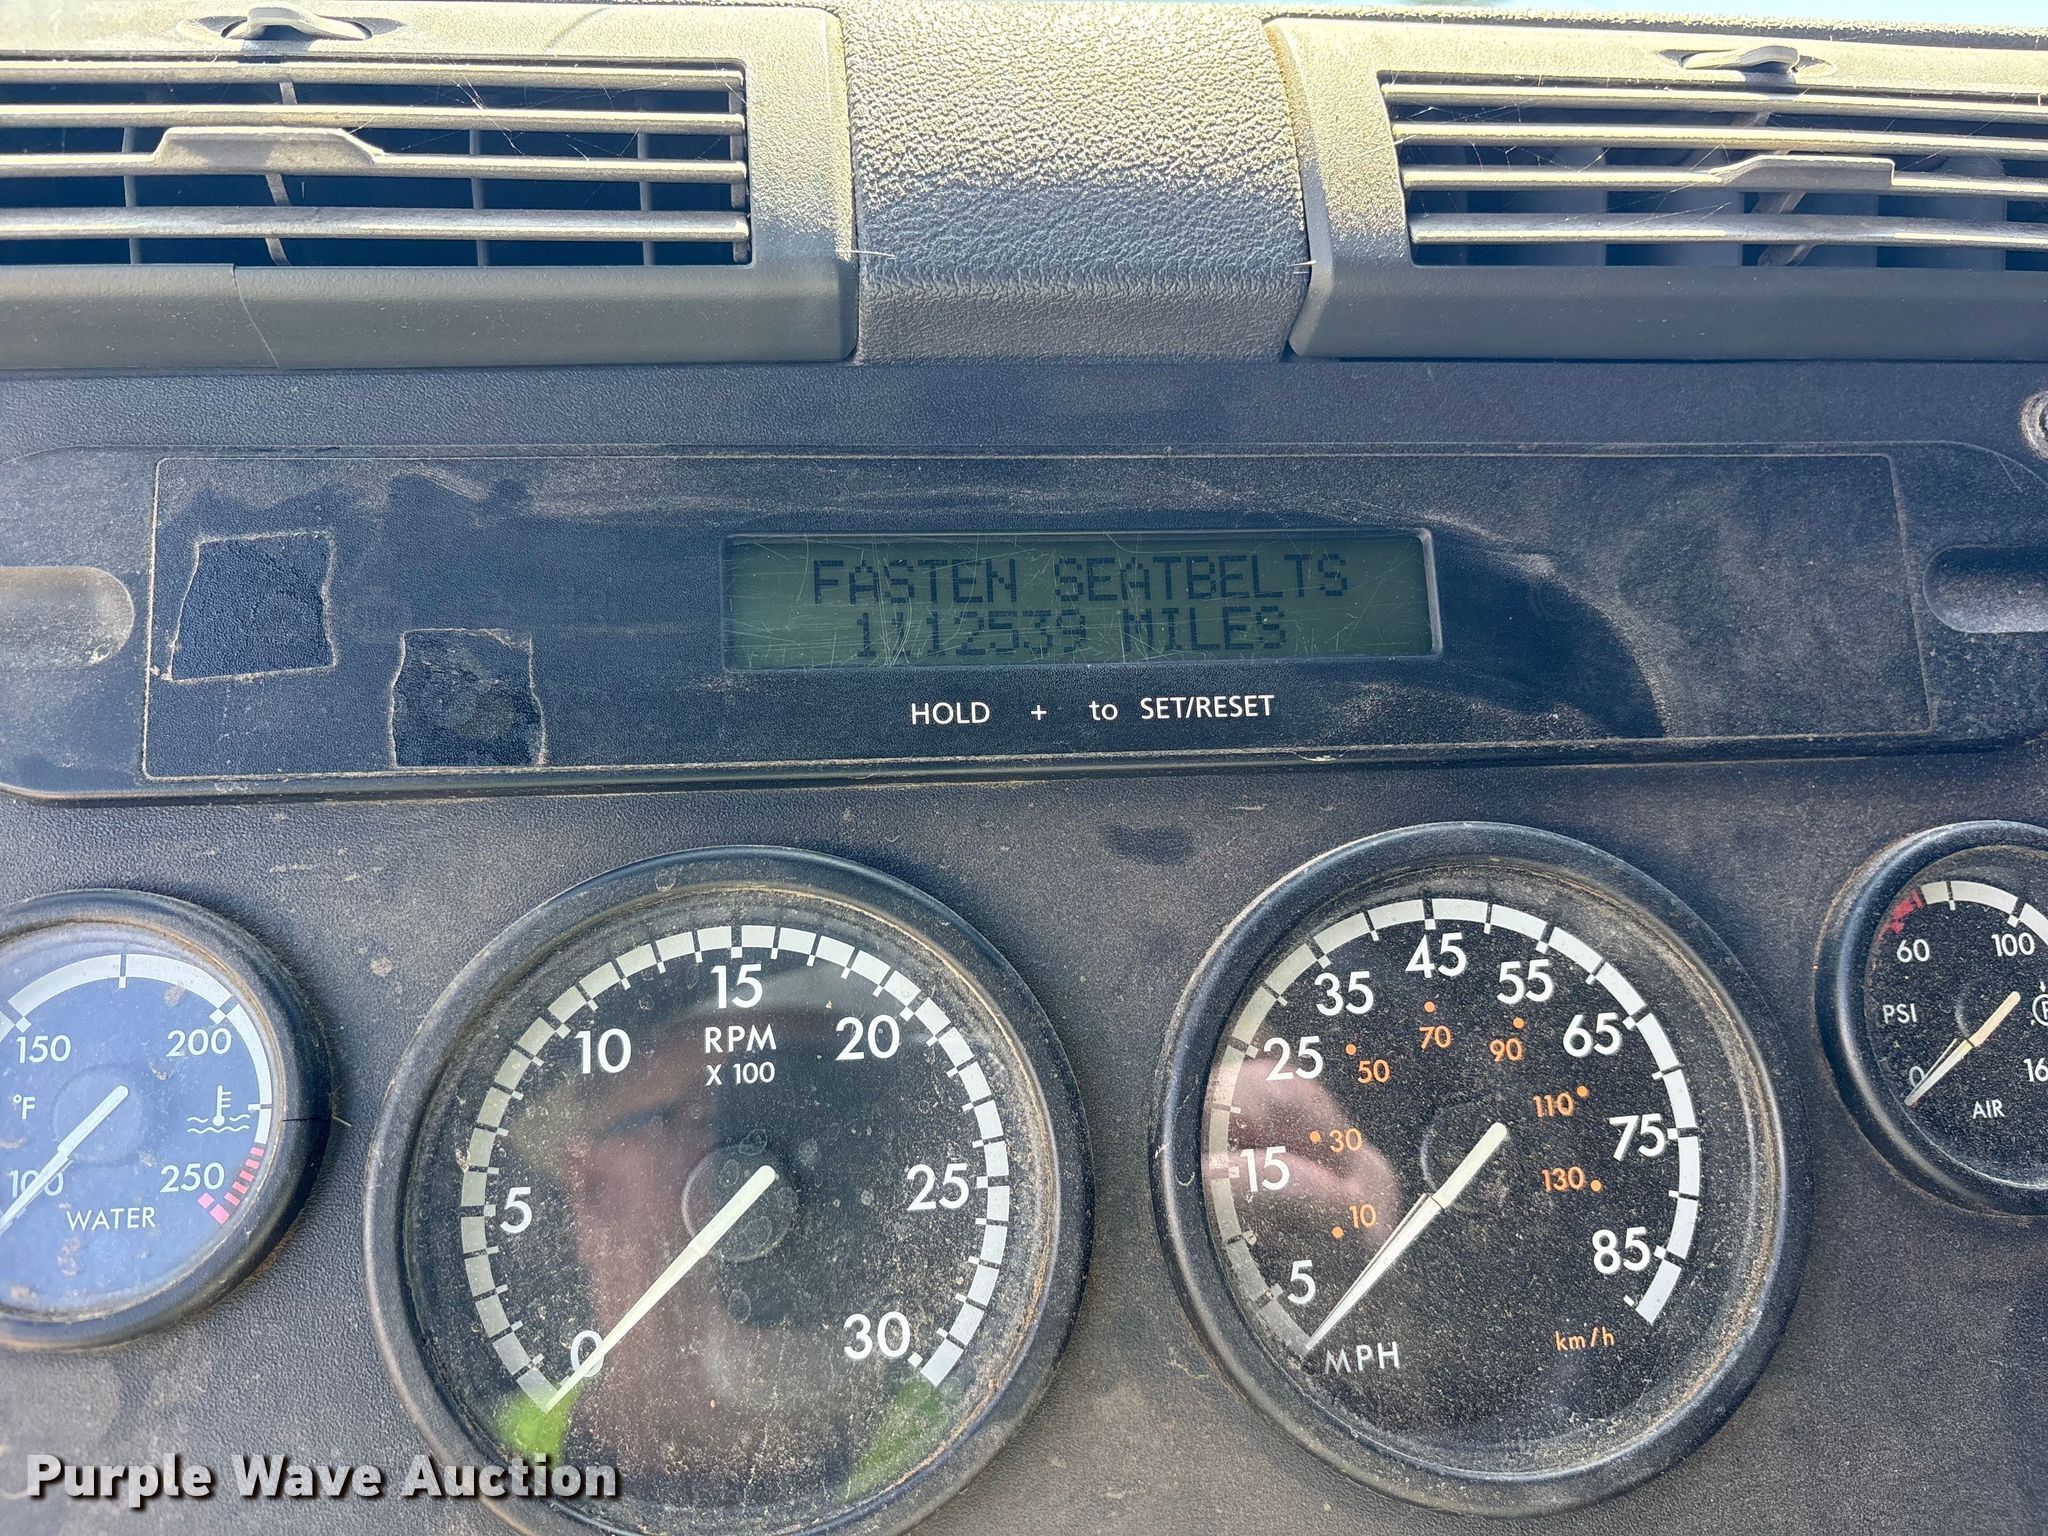 FASTEN SEATBELTS
1'112539 MILES
HOLD + to SET/RESET
100
150
200
250
°F
WATER
0
5
10
15
20
25
30
RPM
X 100
5
15
25
35
45
55
65
75
85
10
30
50
70
90
110
130
MPH
km/h
0
60
100
PSI
AIR
Purple Wave Auction